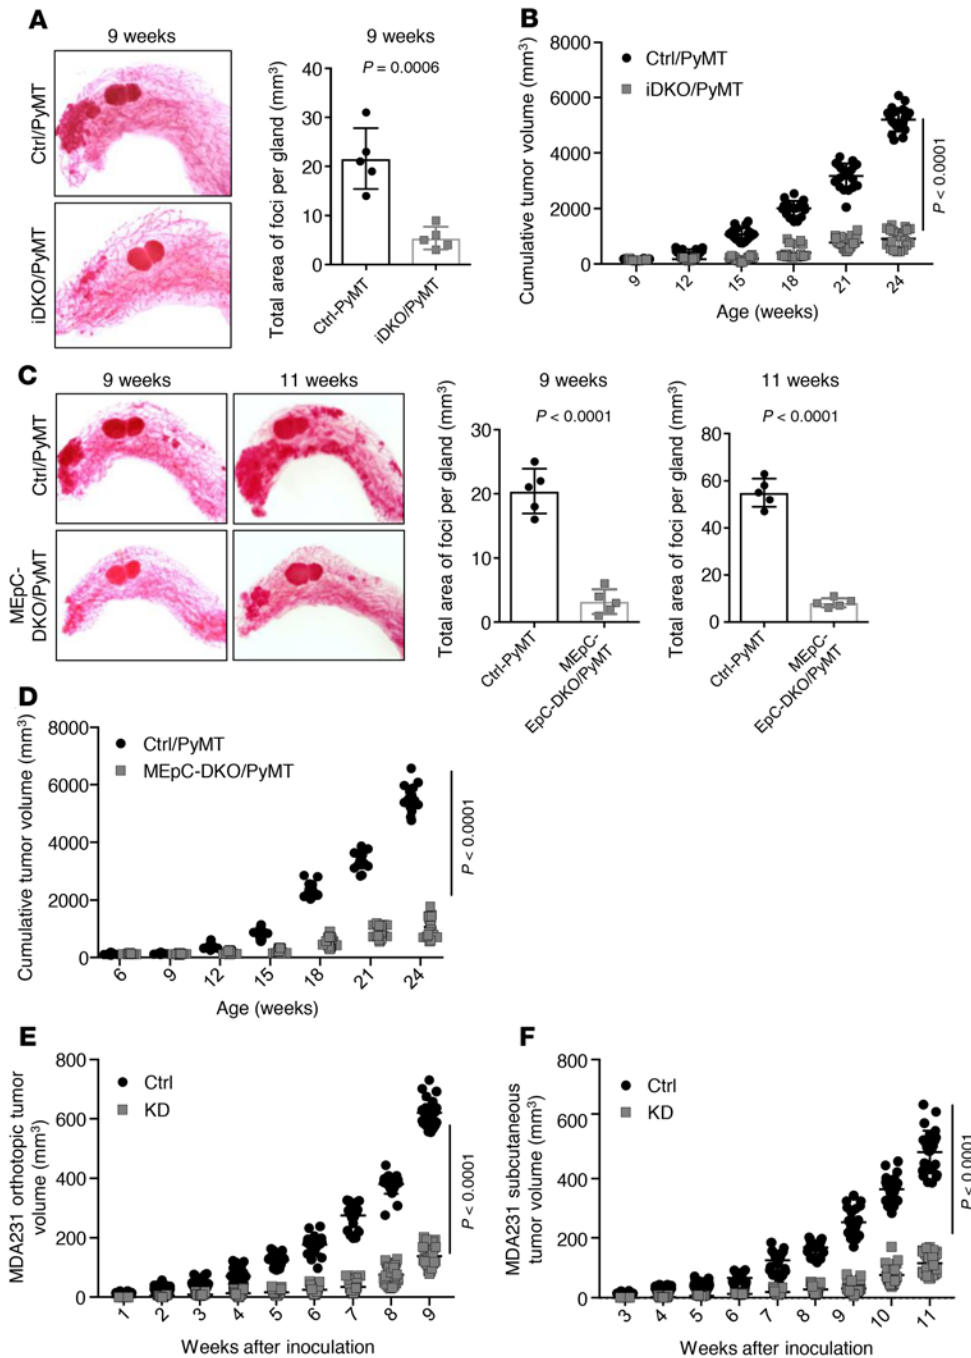 A
9 weeks
Ctrl/PyMT
iDKO/PyMT
9 weeks
P = 0.0006
Total area of foci per gland (mm³)
40
30
20
10
0
Ctrl-PyMT
iDKO/PyMT
B
Cumulative tumor volume (mm³)
8000
6000
4000
2000
0
Ctrl/PyMT
iDKO/PyMT
P < 0.0001
9
12
15
18
21
24
Age (weeks)
C
9 weeks
11 weeks
Ctrl/PyMT
MEpC-
DKO/PyMT
9 weeks
P < 0.0001
Total area of foci per gland (mm³)
30
20
10
0
Ctrl-PyMT
MEpC-
EpC-DKO/PyMT
11 weeks
P < 0.0001
Total area of foci per gland (mm³)
80
60
40
20
0
Ctrl-PyMT
MEpC-
EpC-DKO/PyMT
D
Cumulative tumor volume (mm³)
8000
6000
4000
2000
0
Ctrl/PyMT
MEpC-DKO/PyMT
P < 0.0001
6
9
12
15
18
21
24
Age (weeks)
E
MDA231 orthotopic tumor
volume (mm³)
800
600
400
200
0
Ctrl
KD
P < 0.0001
1
2
3
4
5
6
7
8
9
Weeks after inoculation
F
MDA231 subcutaneous
tumor volume (mm³)
800
600
400
200
0
Ctrl
KD
P < 0.0001
3
4
5
6
7
8
9
10
11
Weeks after inoculation